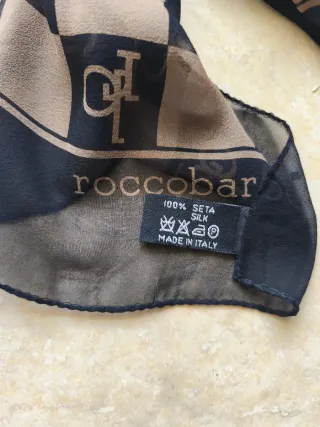 roccobar
100% SETA
SILK
MADE IN ITALY